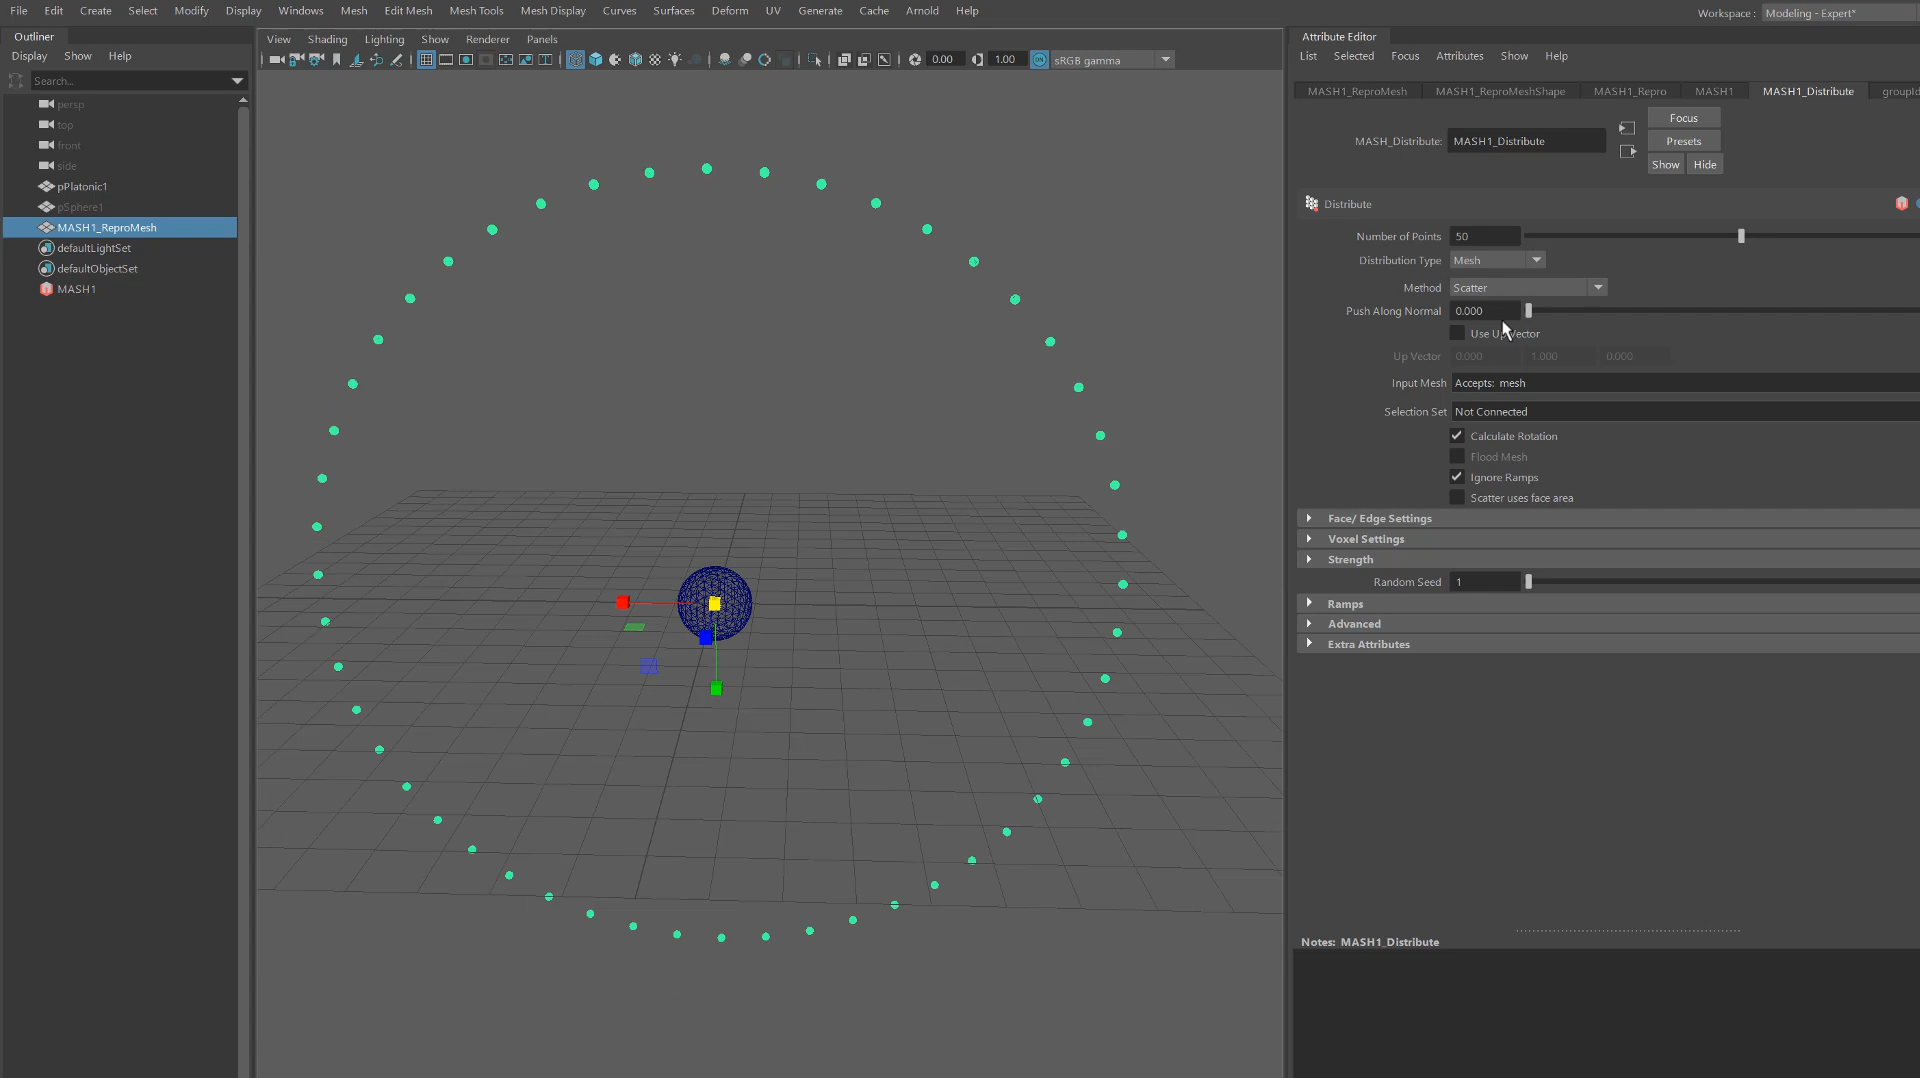 File Edit Create Select Modify Display Windows Mesh Edit Mesh Mesh Tools Mesh Display Curves Surfaces Deform UV Generate Cache Arnold Help
Workspace : Modeling - Expert*
Outliner
Display Show Help
Search...
persp
top
front
side
pPlatonic1
pSphere1
MASH1_ReproMesh
defaultLightSet
defaultObjectSet
MASH1
View Shading Lighting Show Renderer Panels
0.00 1.00 ON sRGB gamma
Attribute Editor
List Selected Focus Attributes Show Help
MASH1_ReproMesh MASH1_ReproMeshShape MASH1_Repro MASH1 MASH1_Distribute groupId
Focus
MASH_Distribute: MASH1_Distribute Presets
Show Hide
Distribute
Number of Points 50
Distribution Type Mesh
Method Scatter
Push Along Normal 0.000
Use Up Vector
Up Vector 0.000 1.000 0.000
Input Mesh Accepts: mesh
Selection Set Not Connected
Calculate Rotation
Flood Mesh
Ignore Ramps
Scatter uses face area
Face/ Edge Settings
Voxel Settings
Strength
Random Seed 1
Ramps
Advanced
Extra Attributes
Notes: MASH1_Distribute